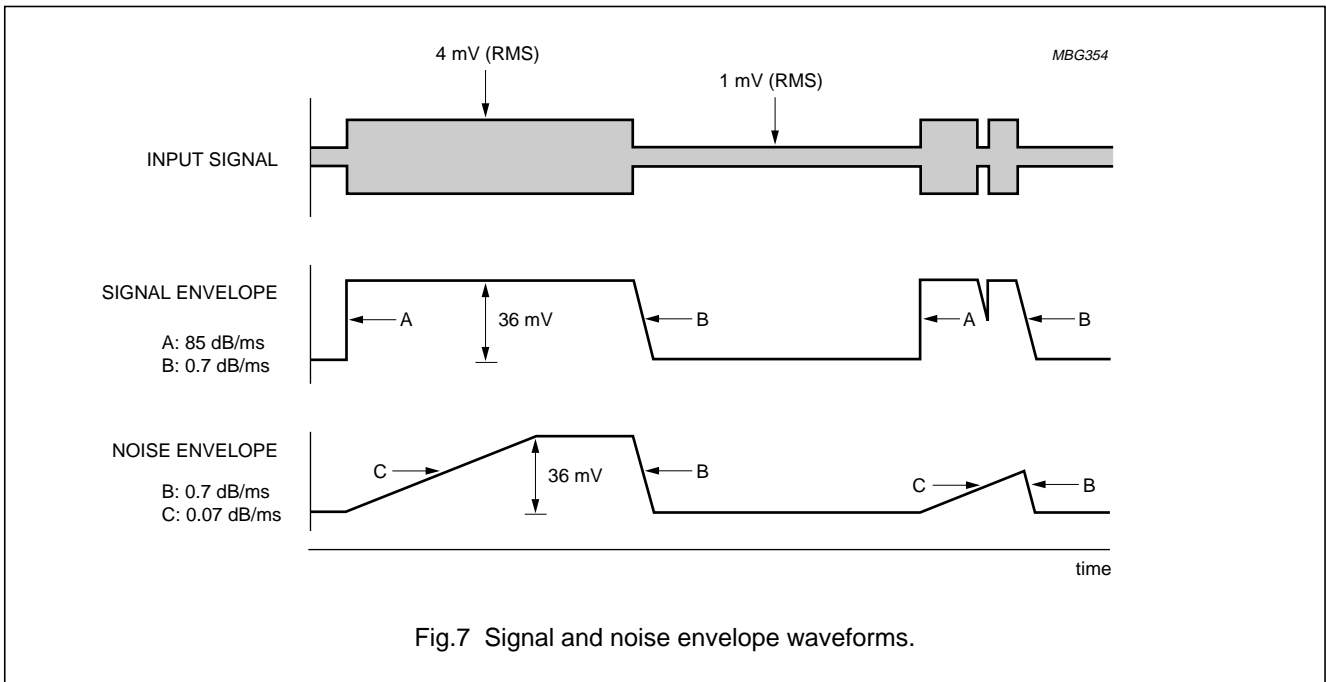 4 mV (RMS)
MBG354
1 mV (RMS)
INPUT SIGNAL
SIGNAL ENVELOPE
A
36 mV
B
A
B
A: 85 dB/ms
B: 0.7 dB/ms
NOISE ENVELOPE
C
36 mV
B
C
B
B: 0.7 dB/ms
C: 0.07 dB/ms
time
Fig.7 Signal and noise envelope waveforms.